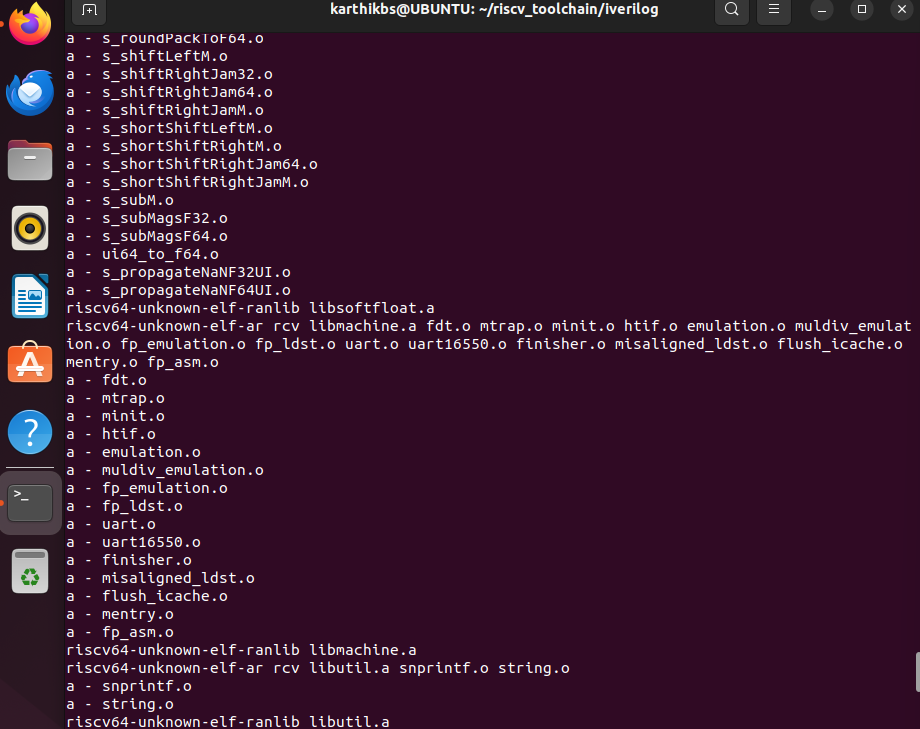 karthikbs@UBUNTU: ~/riscv_toolchain/iverilog
a - s_roundPackToF64.o
a - s_shiftLeftM.o
a - s_shiftRightJam32.o
a - s_shiftRightJam64.o
a - s_shiftRightJamM.o
a - s_shortShiftLeftM.o
a - s_shortShiftRightM.o
a - s_shortShiftRightJam64.o
a - s_shortShiftRightJamM.o
a - s_subM.o
a - s_subMagsF32.o
a - s_subMagsF64.o
a - ui64_to_f64.o
a - s_propagateNaNF32UI.o
a - s_propagateNaNF64UI.o
riscv64-unknown-elf-ranlib libsoftfloat.a
riscv64-unknown-elf-ar rcv libmachine.a fdt.o mtrap.o minit.o htif.o emulation.o muldiv_emulat
ion.o fp_emulation.o fp_ldst.o uart.o uart16550.o finisher.o misaligned_ldst.o flush_icache.o
mentry.o fp_asm.o
a - fdt.o
a - mtrap.o
a - minit.o
a - htif.o
a - emulation.o
a - muldiv_emulation.o
a - fp_emulation.o
a - fp_ldst.o
a - uart.o
a - uart16550.o
a - finisher.o
a - misaligned_ldst.o
a - flush_icache.o
a - mentry.o
a - fp_asm.o
riscv64-unknown-elf-ranlib libmachine.a
riscv64-unknown-elf-ar rcv libutil.a snprintf.o string.o
a - snprintf.o
a - string.o
riscv64-unknown-elf-ranlib libutil.a